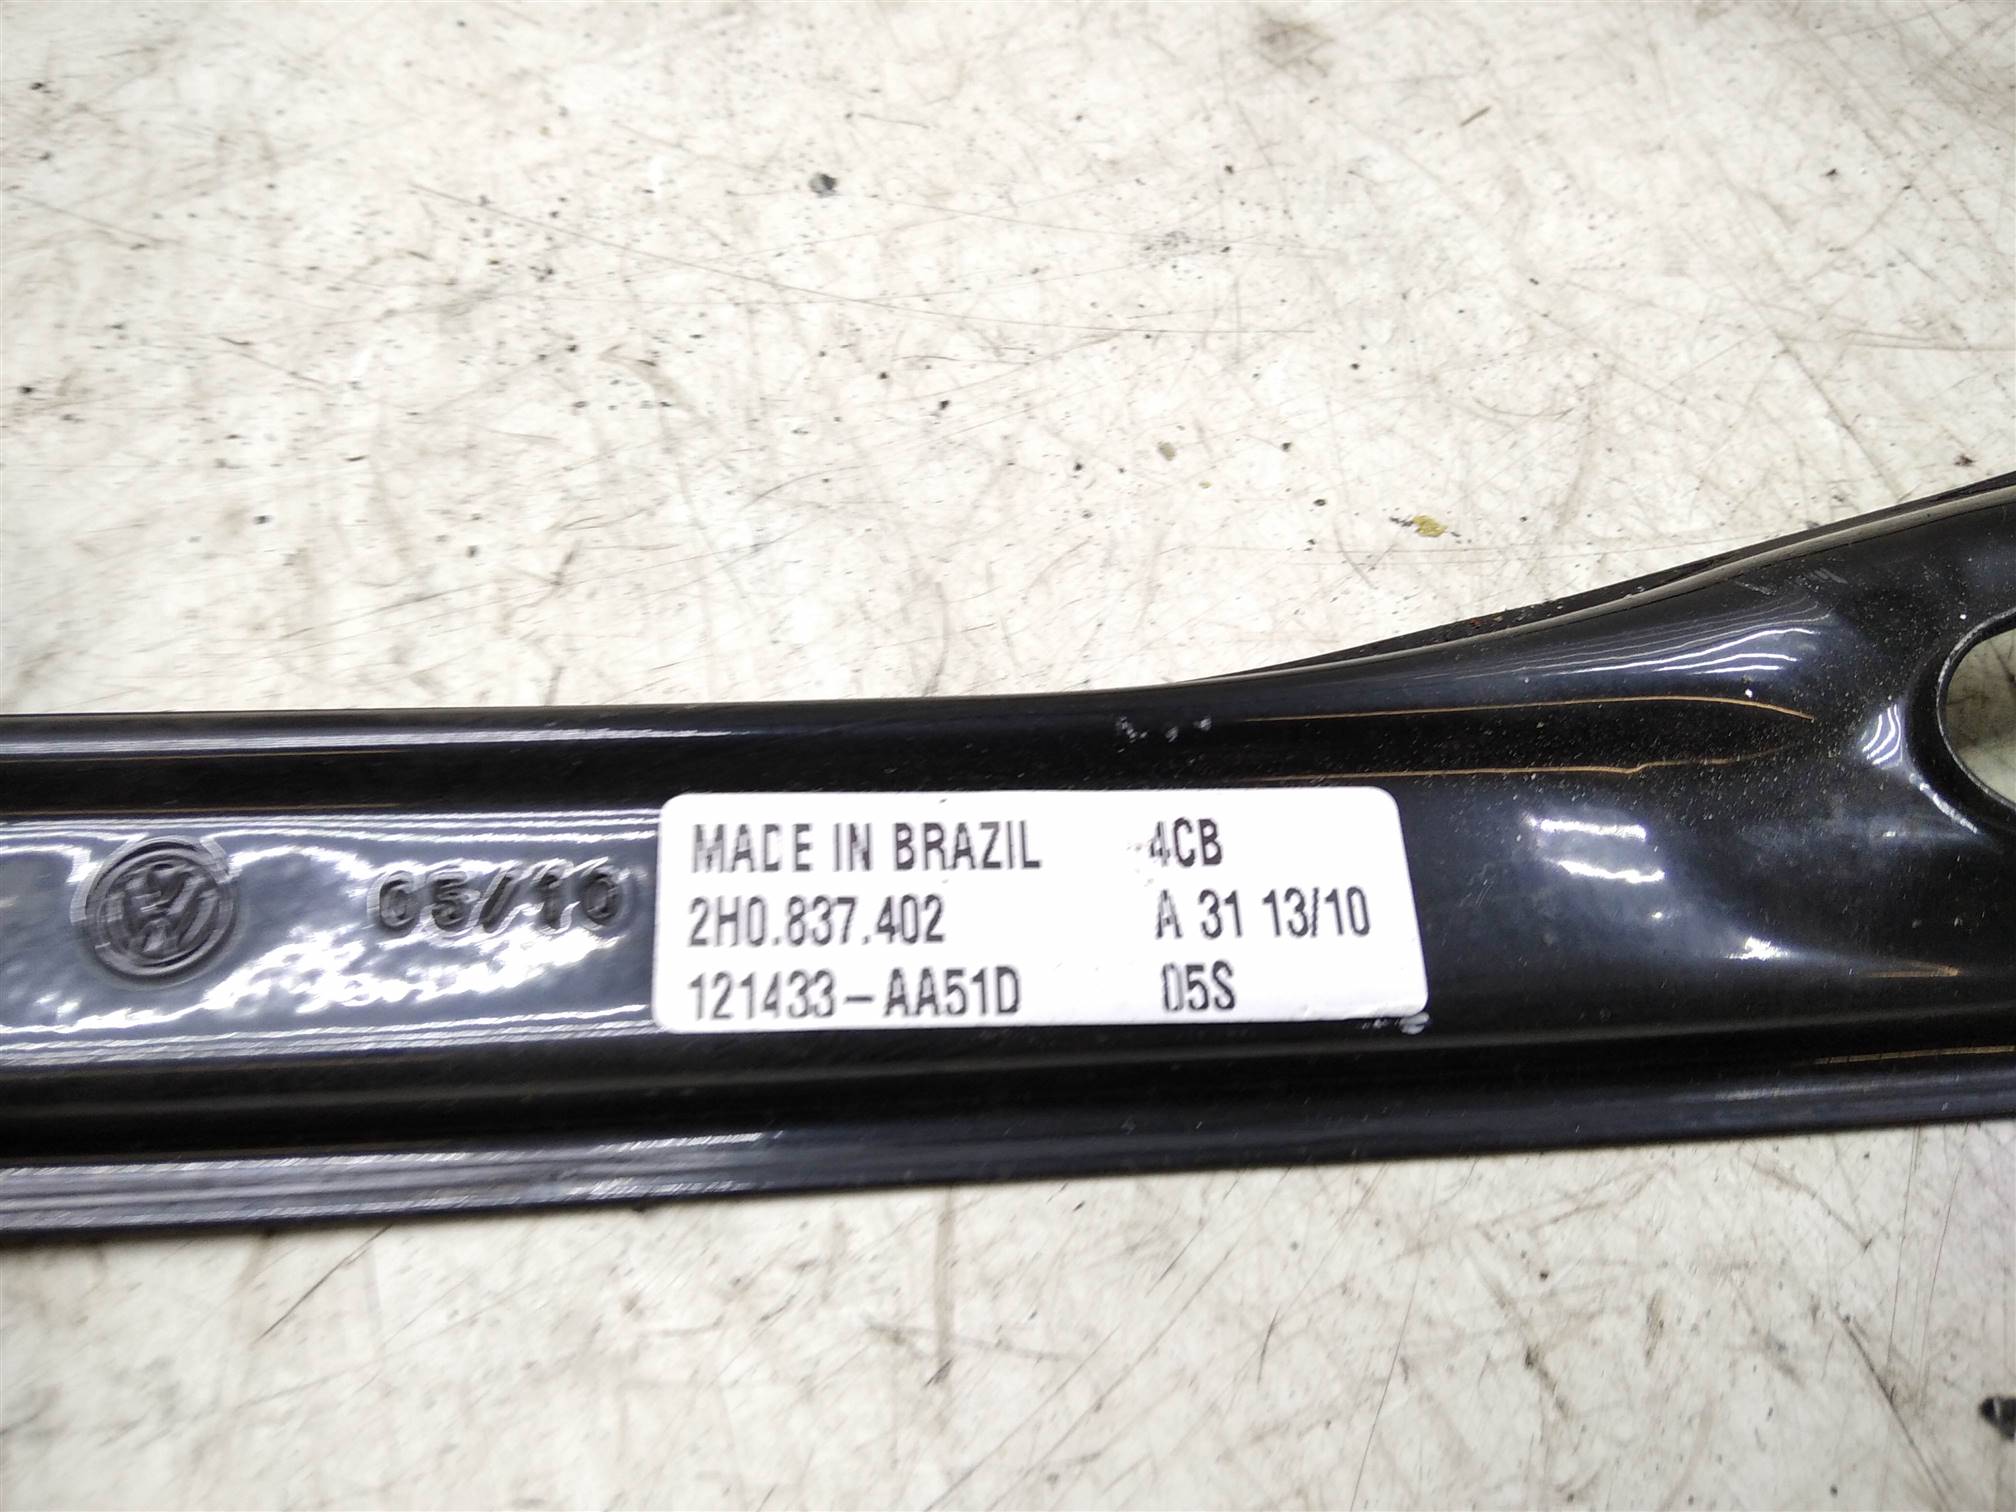 05/10
MADE IN BRAZIL 4CB
2H0.837.402 A 31 13/10
121433-AA51D 05S